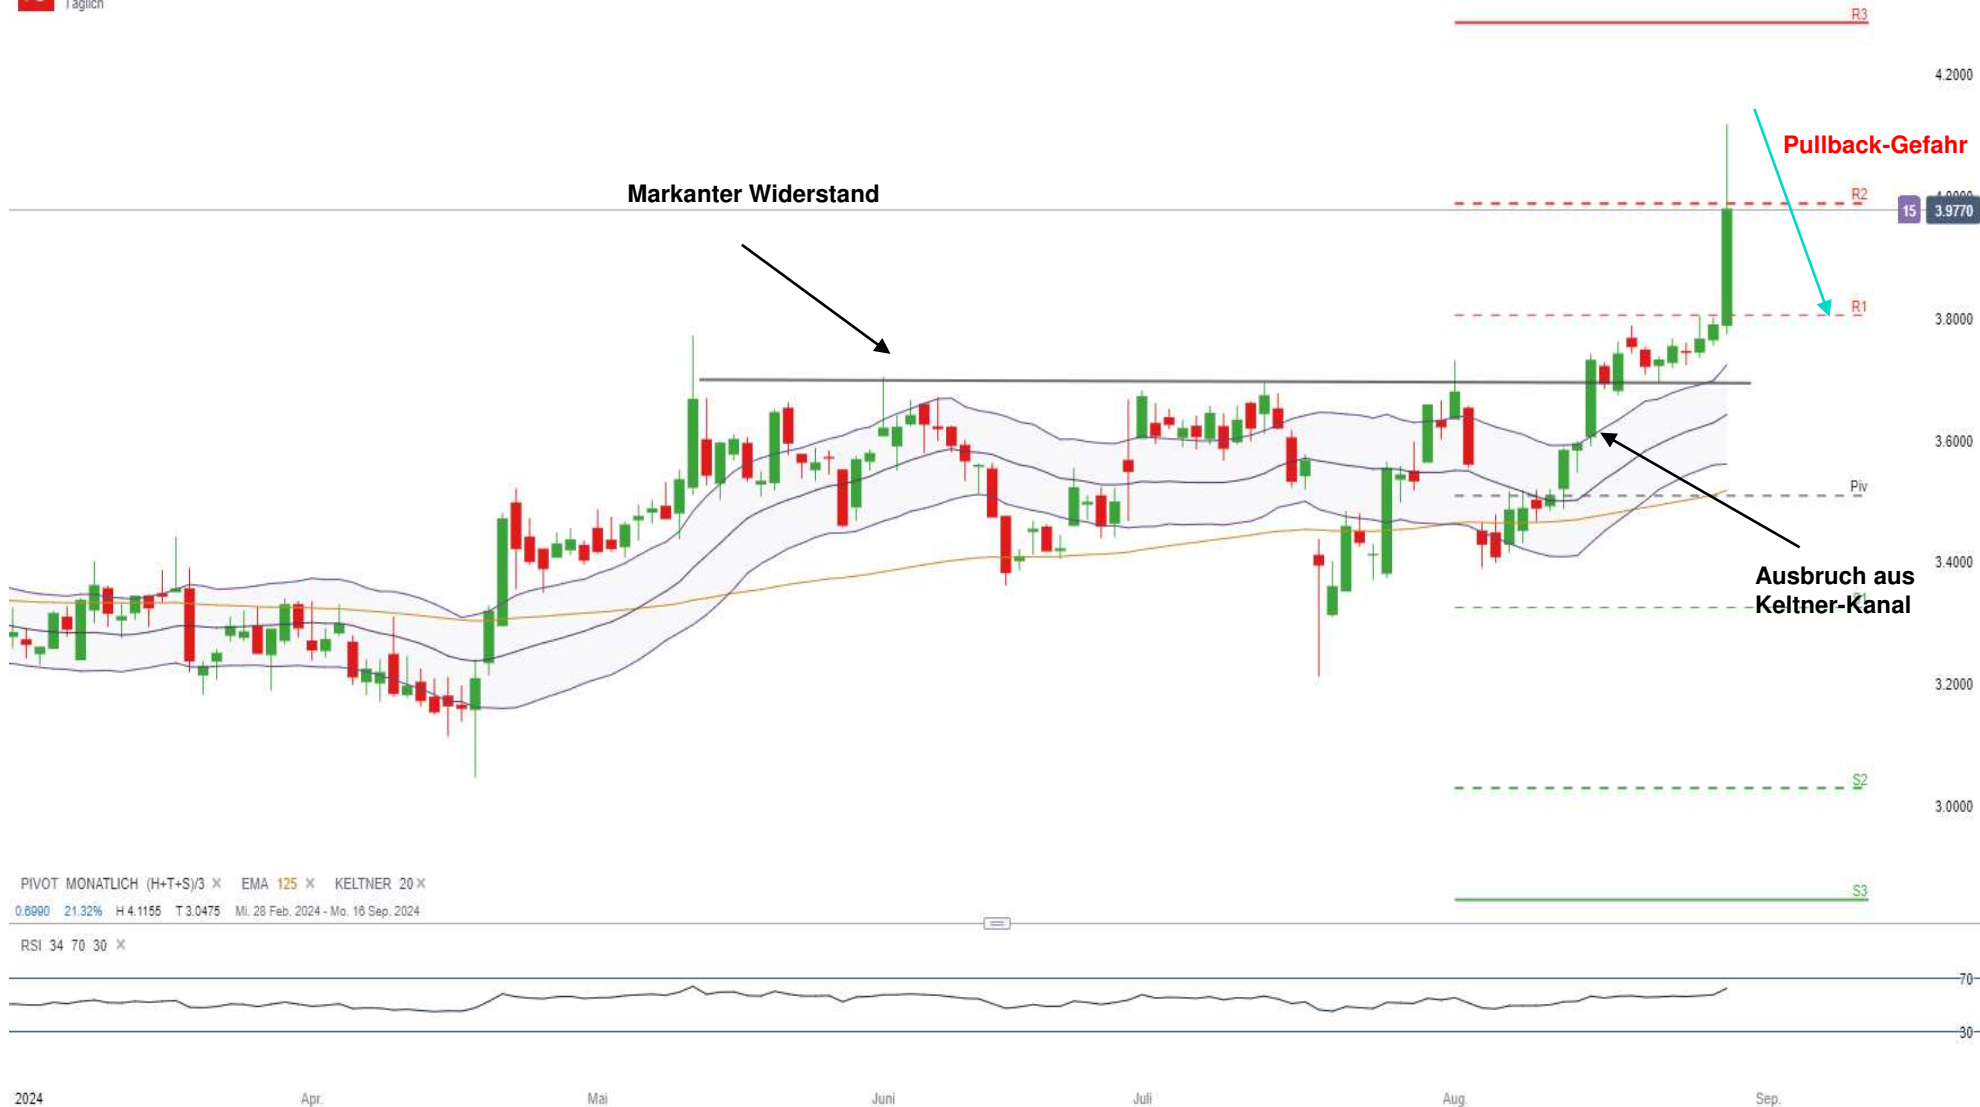 Täglich
R3
4.2000
Pullback-Gefahr
Markanter Widerstand
R2
4.0000
15 3.9770
R1
3.8000
3.6000
Piv
3.4000
Ausbruch aus
Keltner-Kanal
3.2000
S2
3.0000
PIVOT MONATLICH (H+T+S)/3 × EMA 125 × KELTNER 20 ×
S3
0.6990 21.32% H 4.1155 T 3.0475 Mi. 28 Feb. 2024 - Mo. 16 Sep. 2024
RSI 34 70 30 ×
70
30
2024 Apr. Mai Juni Juli Aug. Sep.